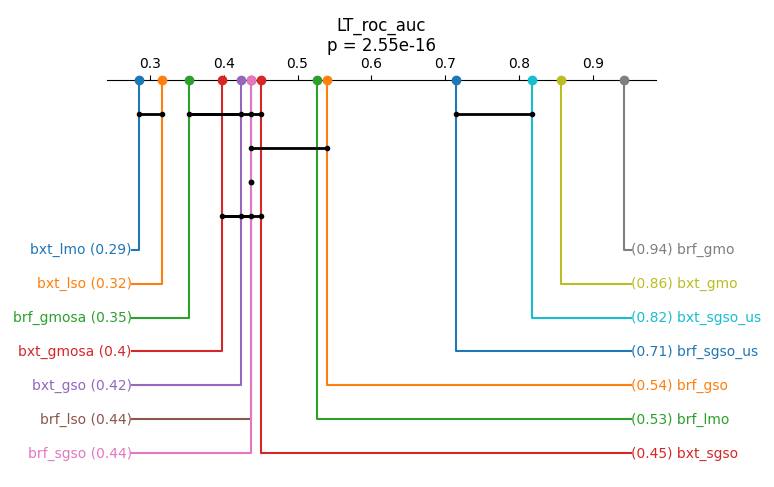 LT_roc_auc
p = 2.55e-16
0.3 0.4 0.5 0.6 0.7 0.8 0.9
bxt_lmo (0.29) (0.94) brf_gmo
bxt_lso (0.32) (0.86) bxt_gmo
brf_gmosa (0.35) (0.82) bxt_sgso_us
bxt_gmosa (0.4) (0.71) brf_sgso_us
bxt_gso (0.42) (0.54) brf_gso
brf_lso (0.44) (0.53) brf_lmo
brf_sgso (0.44) (0.45) bxt_sgso